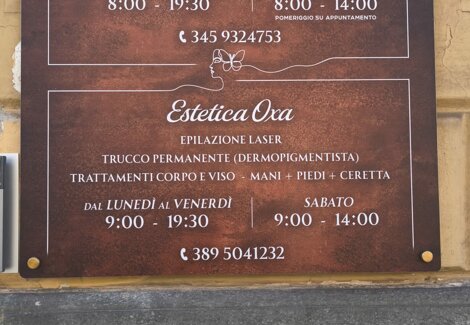 8:00 - 19:30
8:00 - 14:00
POMERIGGIO SU APPUNTAMENTO
345 9324753
Estetica Oxa
EPILAZIONE LASER
TRUCCO PERMANENTE (DERMOPIGMENTISTA)
TRATTAMENTI CORPO E VISO - MANI + PIEDI + CERETTA
DAL LUNEDÌ AL VENERDÌ
9:00 - 19:30
SABATO
9:00 - 14:00
389 5041232